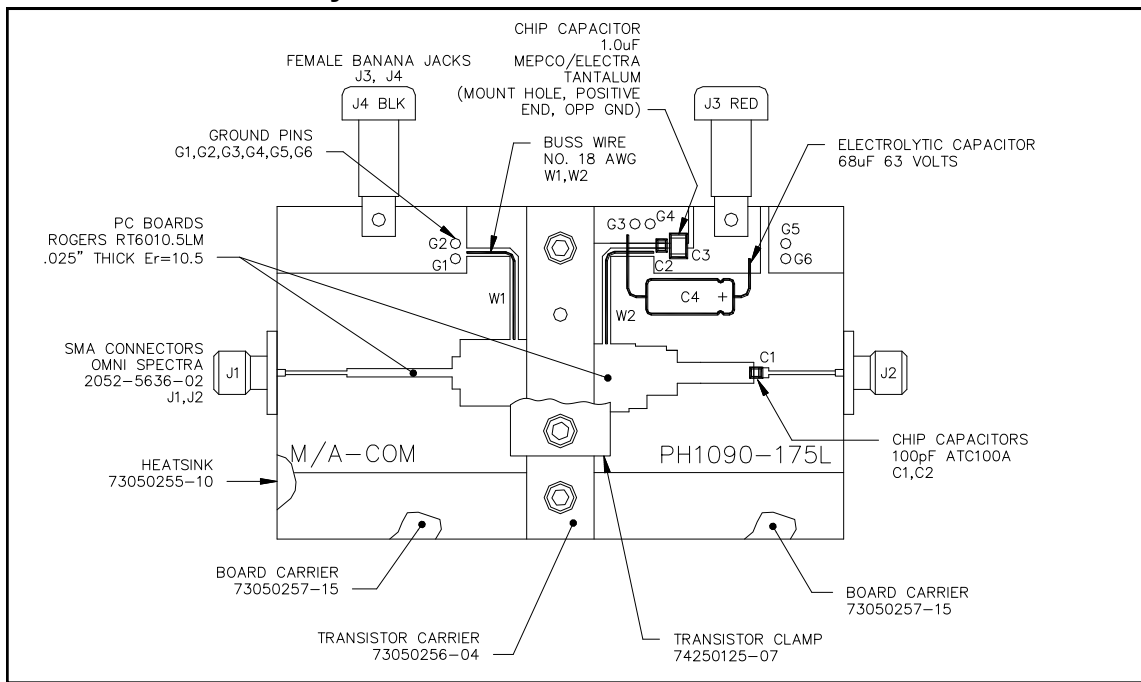 CHIP CAPACITOR
1.0uF
MEPCO/ELECTRA
TANTALUM
(MOUNT HOLE, POSITIVE
END, OPP GND)
FEMALE BANANA JACKS
J3, J4
J4 BLK
J3 RED
GROUND PINS
G1,G2,G3,G4,G5,G6
BUSS WIRE
NO. 18 AWG
W1,W2
ELECTROLYTIC CAPACITOR
68uF 63 VOLTS
PC BOARDS
ROGERS RT6010.5LM
.025" THICK Er=10.5
G2
G1
G3
G4
G5
G6
C3
C2
C4
+
W1
W2
SMA CONNECTORS
OMNI SPECTRA
2052-5636-02
J1,J2
J1
C1
J2
M/A-COM
PH1090-175L
CHIP CAPACITORS
100pF ATC100A
C1,C2
HEATSINK
73050255-10
BOARD CARRIER
73050257-15
BOARD CARRIER
73050257-15
TRANSISTOR CARRIER
73050256-04
TRANSISTOR CLAMP
74250125-07